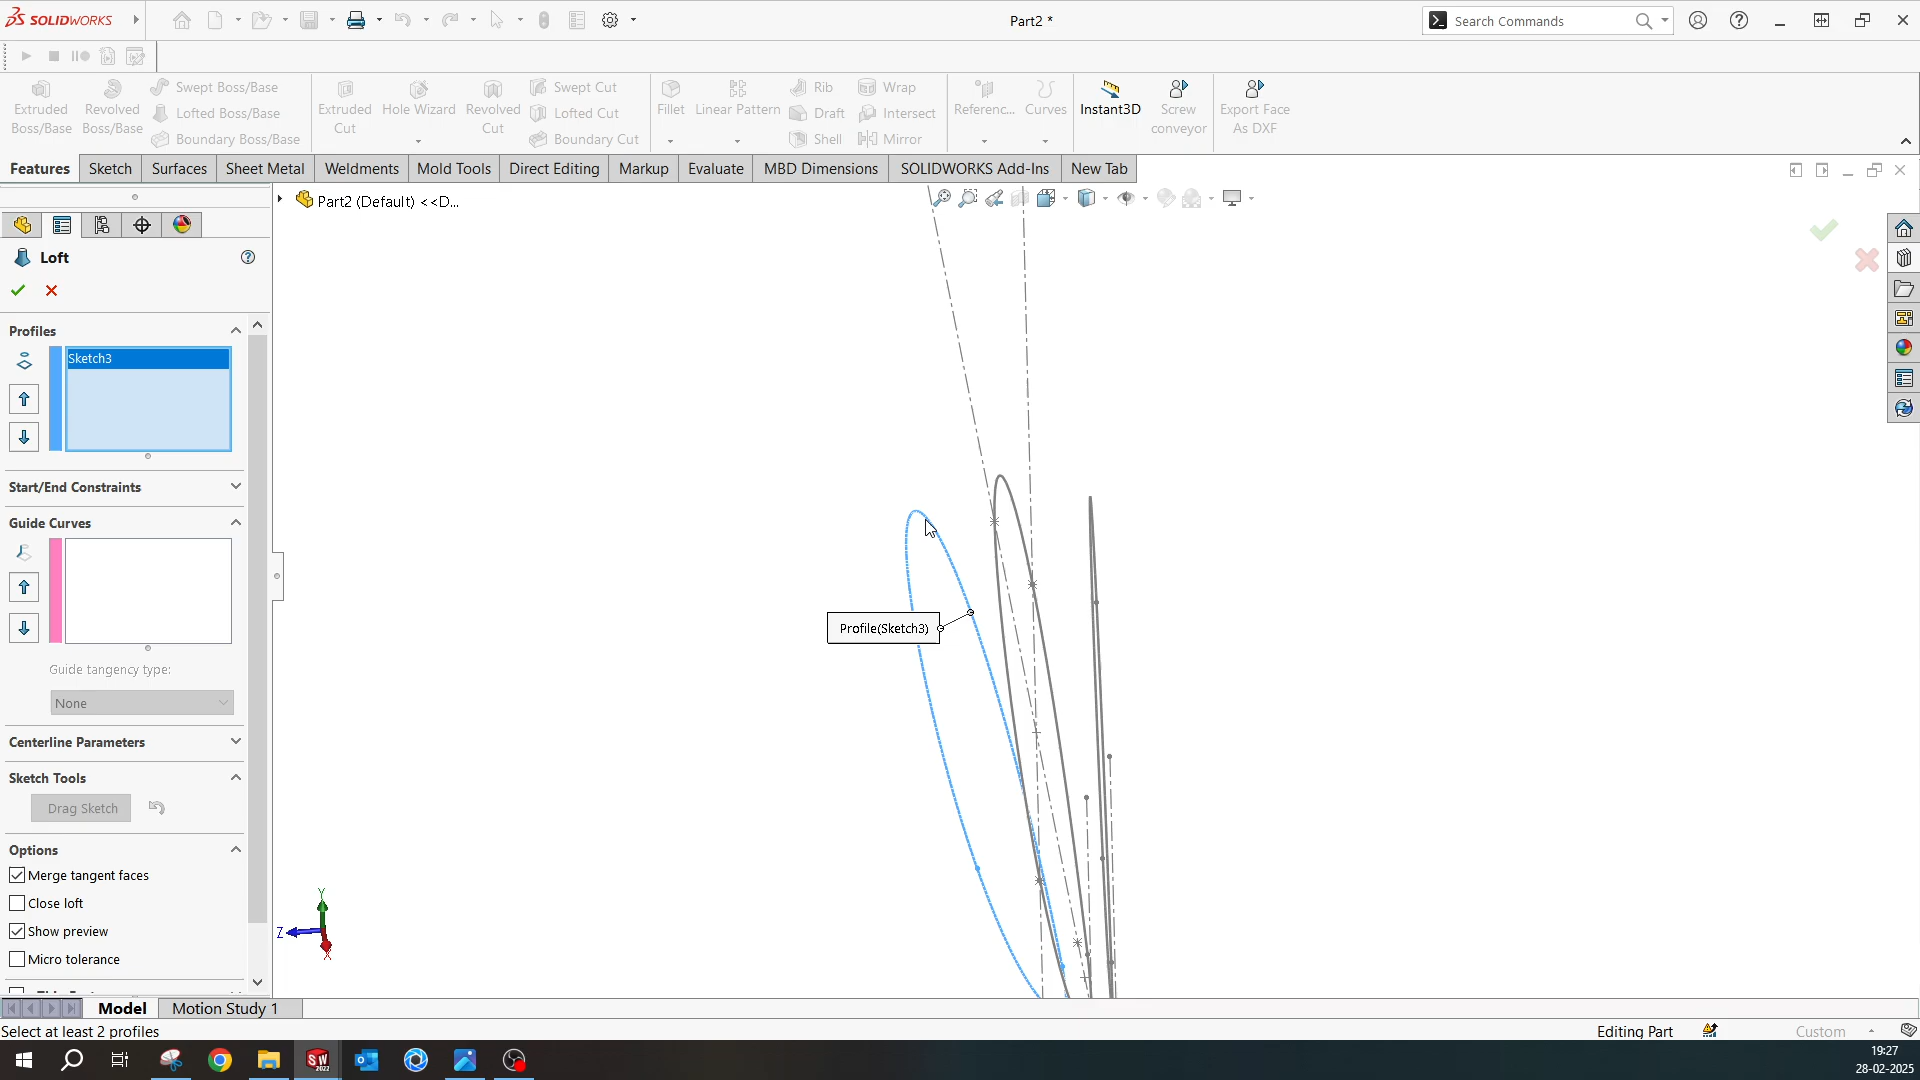 SOLIDWORKS
Part2 *
Search Commands
Extruded
Boss/Base
Revolved
Boss/Base
Swept Boss/Base
Lofted Boss/Base
Boundary Boss/Base
Extruded
Cut
Hole Wizard
Revolved
Cut
Swept Cut
Lofted Cut
Boundary Cut
Fillet
Linear Pattern
Rib
Draft
Shell
Wrap
Intersect
Mirror
Referenc...
Curves
Instant3D
Screw
conveyor
Export Face
As DXF
Features
Sketch
Surfaces
Sheet Metal
Weldments
Mold Tools
Direct Editing
Markup
Evaluate
MBD Dimensions
SOLIDWORKS Add-Ins
New Tab
Part2 (Default) <<D...
Loft
Profiles
Sketch3
Start/End Constraints
Guide Curves
Guide tangency type:
None
Centerline Parameters
Sketch Tools
Drag Sketch
Options
Merge tangent faces
Close loft
Show preview
Micro tolerance
Profile(Sketch3)
Y
Z
X
Model
Motion Study 1
Select at least 2 profiles
Editing Part
Custom
SW
2022
19:27
28-02-2025